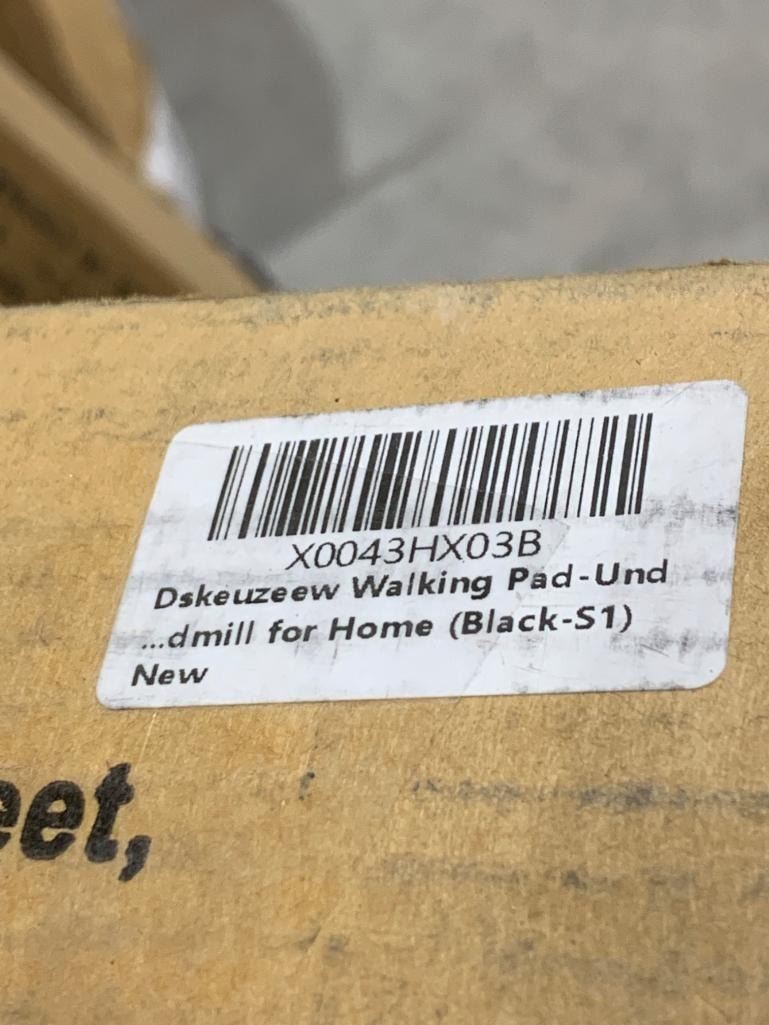 X0043HX03B
Dskeuzeew Walking Pad-Und
...dmill for Home (Black-S1)
New
eet,